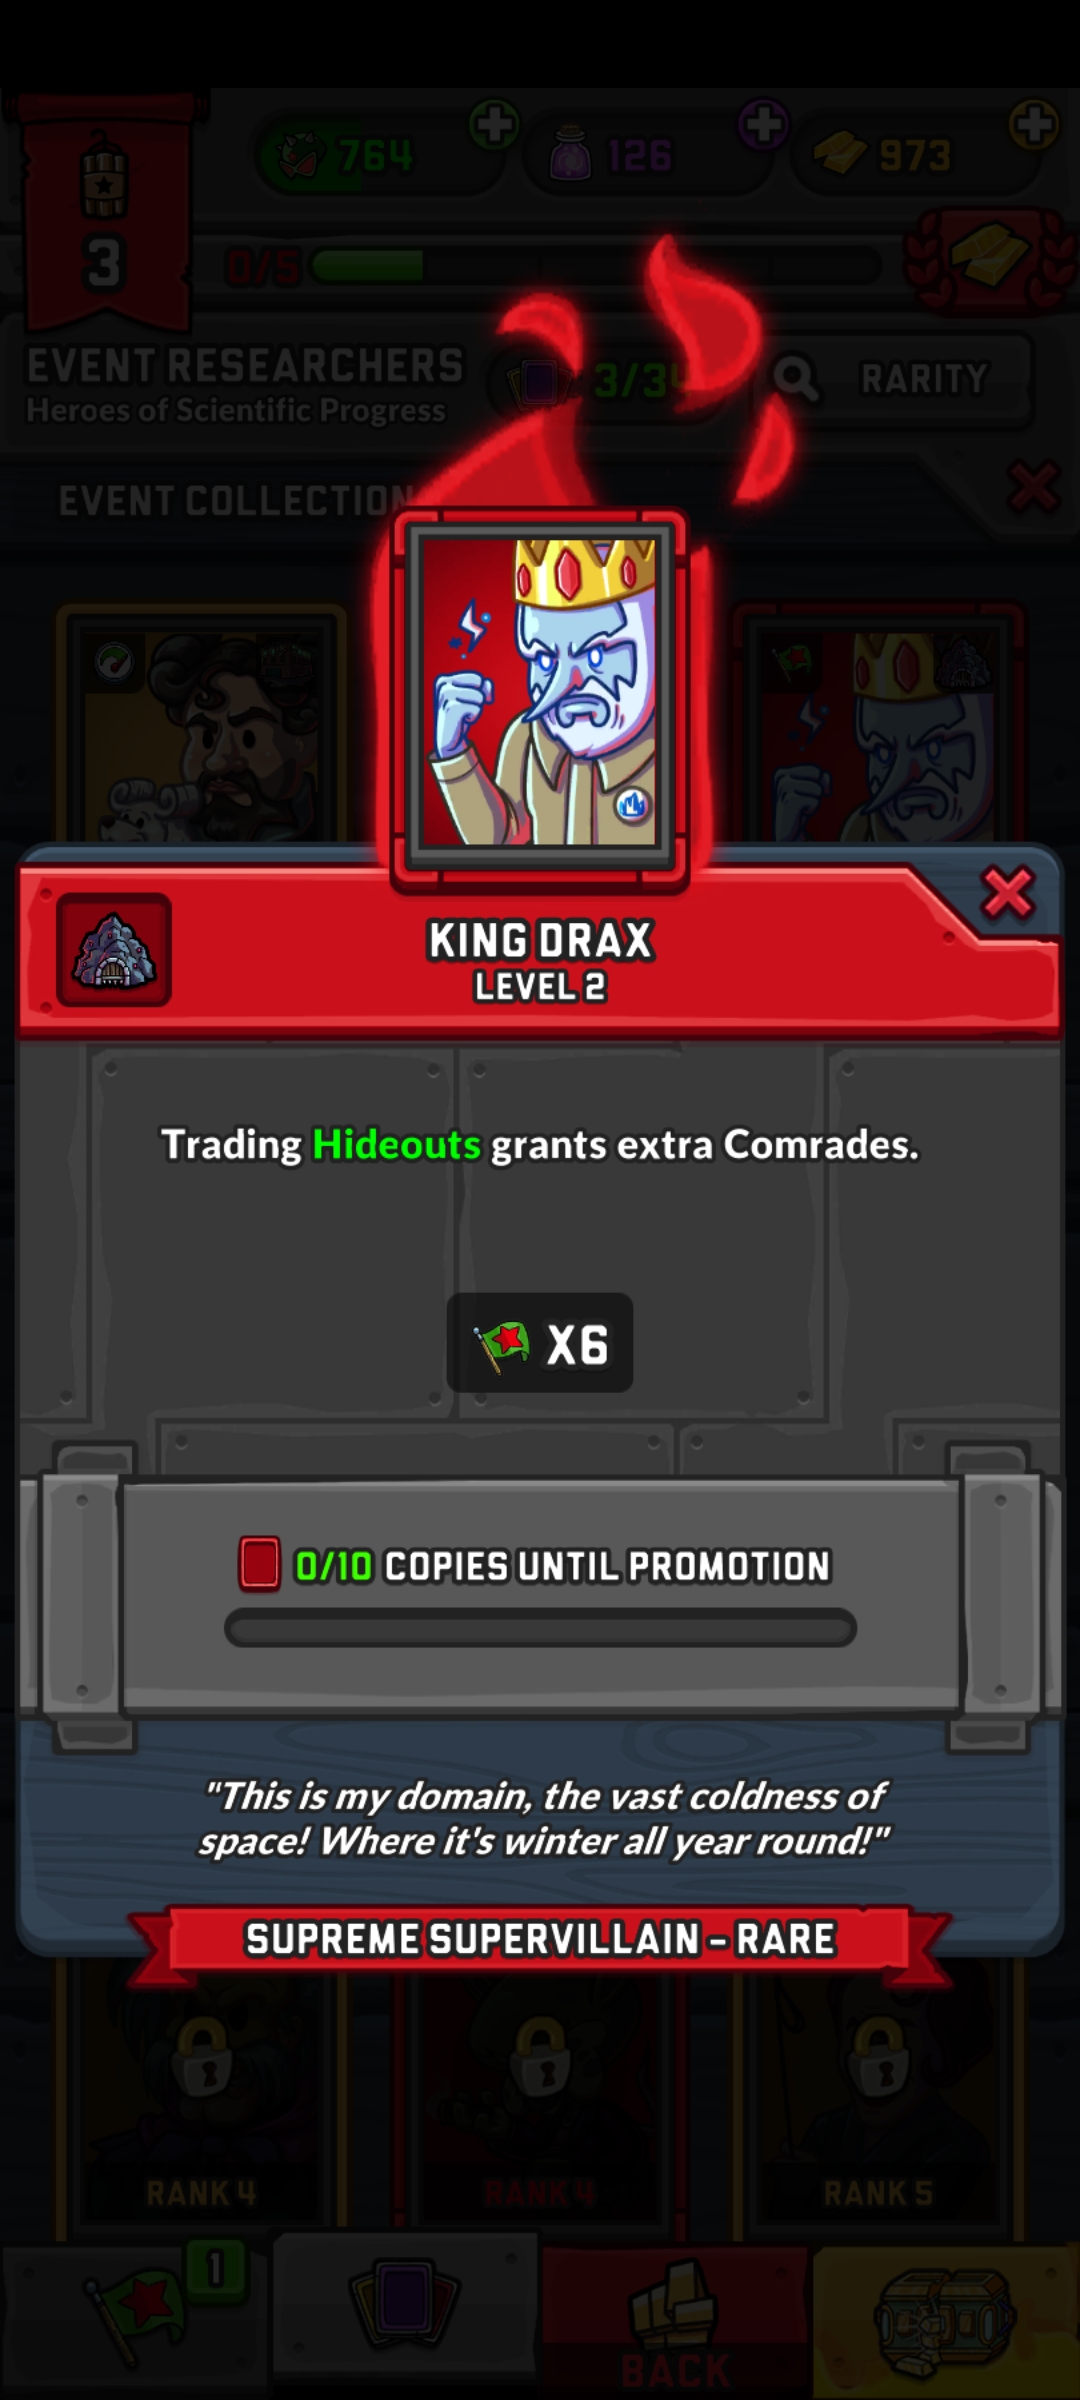 764
126
973
3
0/5
EVENT RESEARCHERS
3/34
RARITY
Heroes of Scientific Progress
EVENT COLLECTION
KING DRAX
LEVEL 2
Trading Hideouts grants extra Comrades.
X6
0/10 COPIES UNTIL PROMOTION
"This is my domain, the vast coldness of
space! Where it's winter all year round!"
SUPREME SUPERVILLAIN - RARE
RANK 4
RANK 4
RANK 5
1
BACK